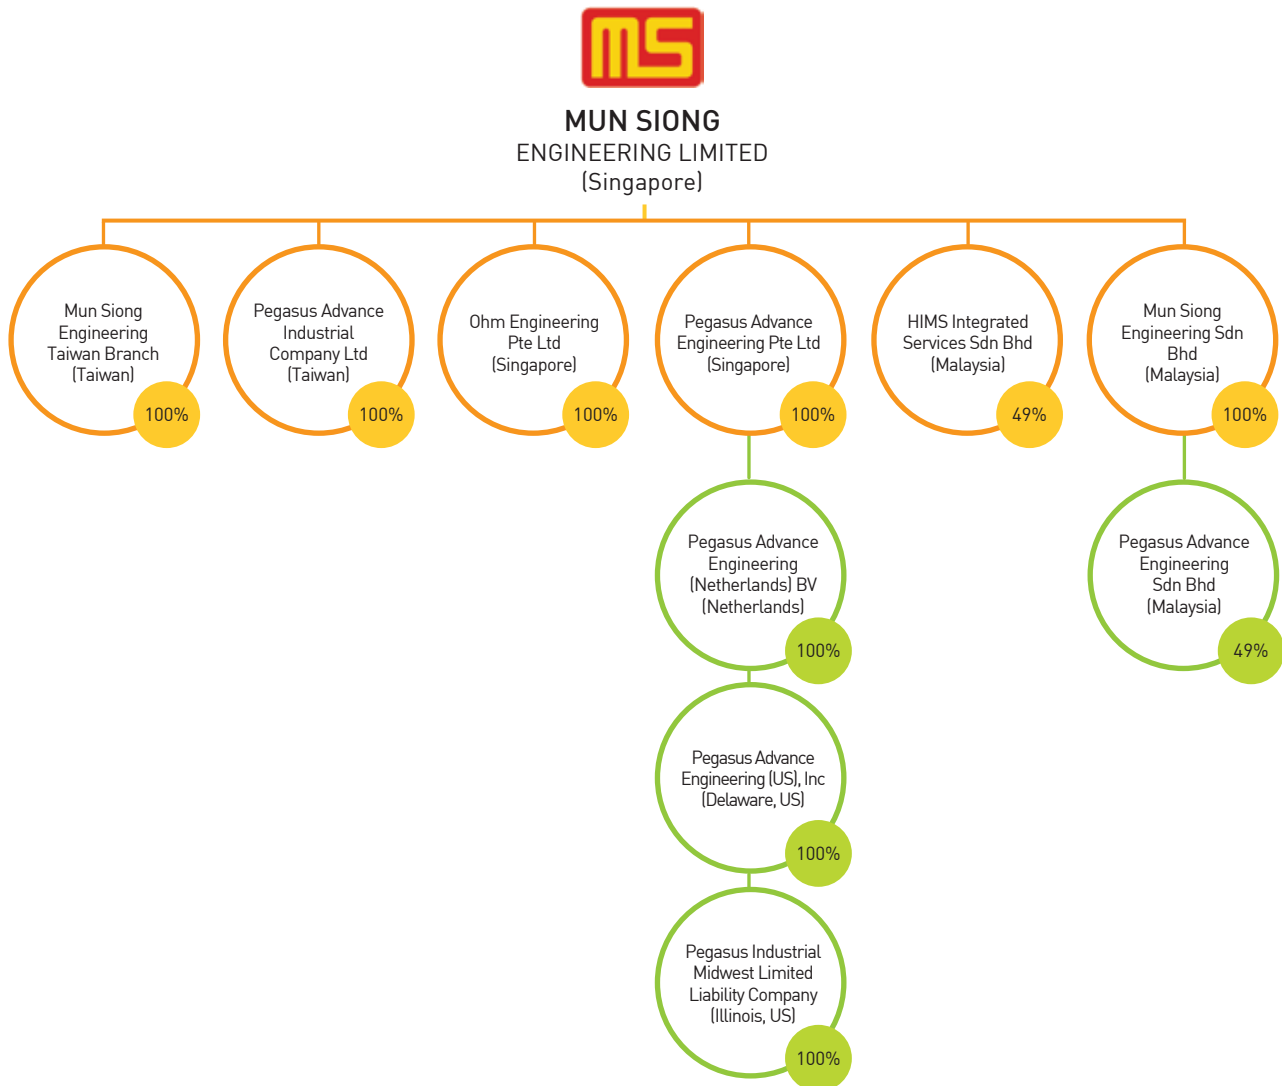 MS
MUN SIONG
ENGINEERING LIMITED
(Singapore)
Mun Siong
Engineering
Taiwan Branch
(Taiwan)
100%
Pegasus Advance
Industrial
Company Ltd
(Taiwan)
100%
Ohm Engineering
Pte Ltd
(Singapore)
100%
Pegasus Advance
Engineering Pte Ltd
(Singapore)
100%
HIMS Integrated
Services Sdn Bhd
(Malaysia)
49%
Mun Siong
Engineering Sdn
Bhd
(Malaysia)
100%
Pegasus Advance
Engineering
(Netherlands) BV
(Netherlands)
100%
Pegasus Advance
Engineering
Sdn Bhd
(Malaysia)
49%
Pegasus Advance
Engineering (US), Inc
(Delaware, US)
100%
Pegasus Industrial
Midwest Limited
Liability Company
(Illinois, US)
100%